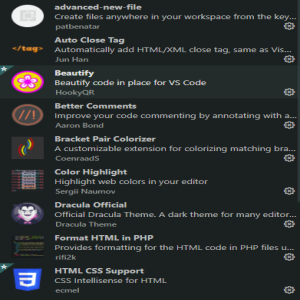 advanced-new-file
Create files anywhere in your workspace from the key...
patbenatar
</tag>
Auto Close Tag
Automatically add HTML/XML close tag, same as Vis...
Jun Han
Beautify
Beautify code in place for VS Code
HookyQR
//!
Better Comments
Improve your code commenting by annotating with a...
Aaron Bond
Bracket Pair Colorizer
A customizable extension for colorizing matching bra...
CoenraadS
Color Highlight
Highlight web colors in your editor
Sergii Naumov
Dracula Official
Official Dracula Theme. A dark theme for many editor...
Dracula Theme
Format HTML in PHP
Provides formatting for the HTML code in PHP files u...
rifi2k
HTML CSS Support
CSS Intellisense for HTML
ecmel